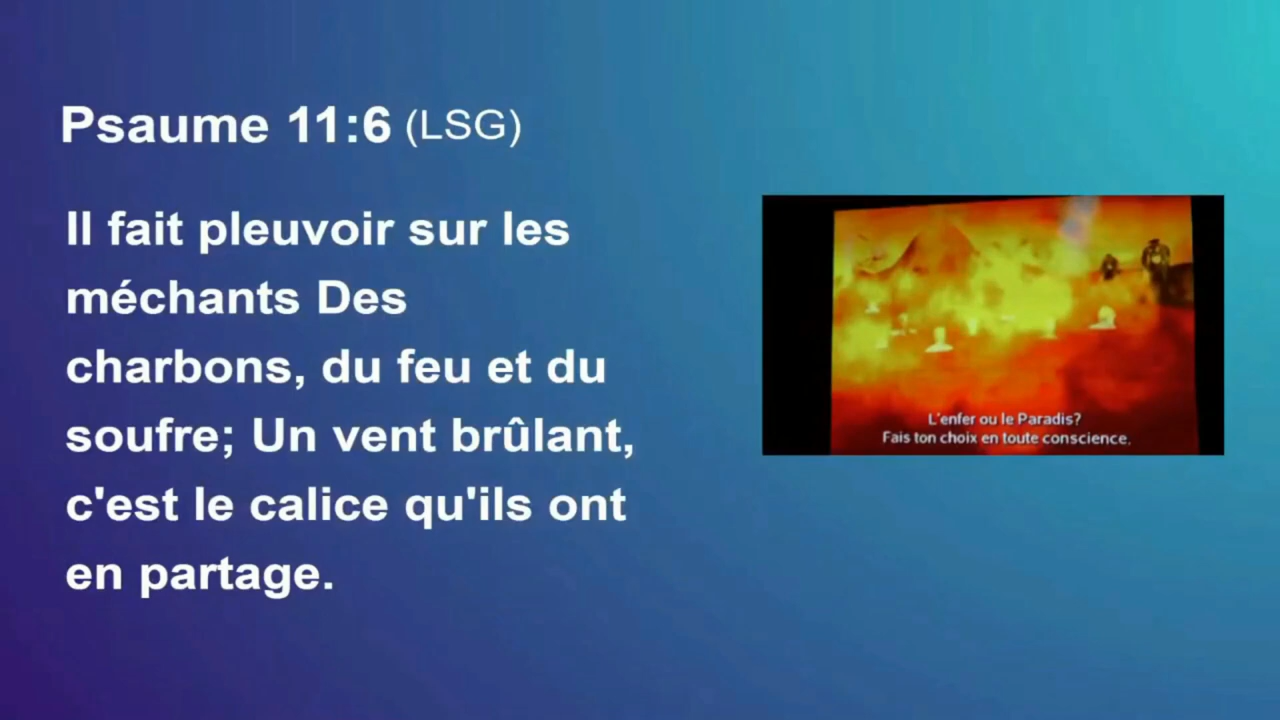 Psaume 11:6 (LSG)
Il fait pleuvoir sur les
méchants Des
charbons, du feu et du
soufre; Un vent brûlant,
c'est le calice qu'ils ont
en partage.
L'enfer ou le Paradis?
Fais ton choix en toute conscience.